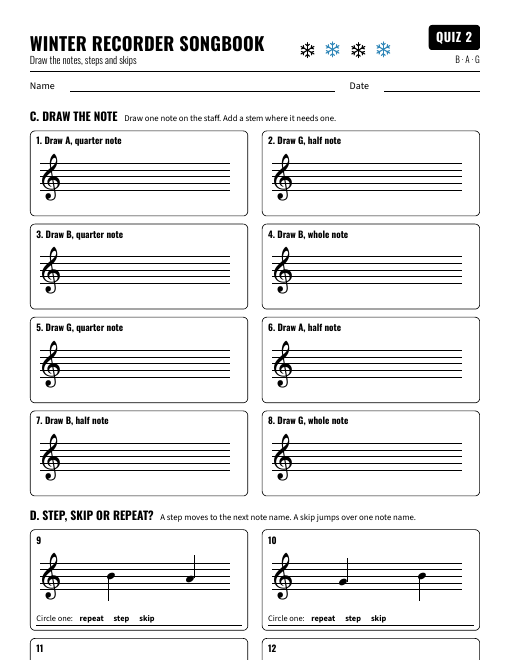 WINTER RECORDER SONGBOOK
QUIZ 2
Draw the notes, steps and skips
B · A · G
Name
Date
C. DRAW THE NOTE Draw one note on the staff. Add a stem where it needs one.
1. Draw A, quarter note
2. Draw G, half note
3. Draw B, quarter note
4. Draw B, whole note
5. Draw G, quarter note
6. Draw A, half note
7. Draw B, half note
8. Draw G, whole note
D. STEP, SKIP OR REPEAT? A step moves to the next note name. A skip jumps over one note name.
9
Circle one: repeat step skip
10
Circle one: repeat step skip
11
12